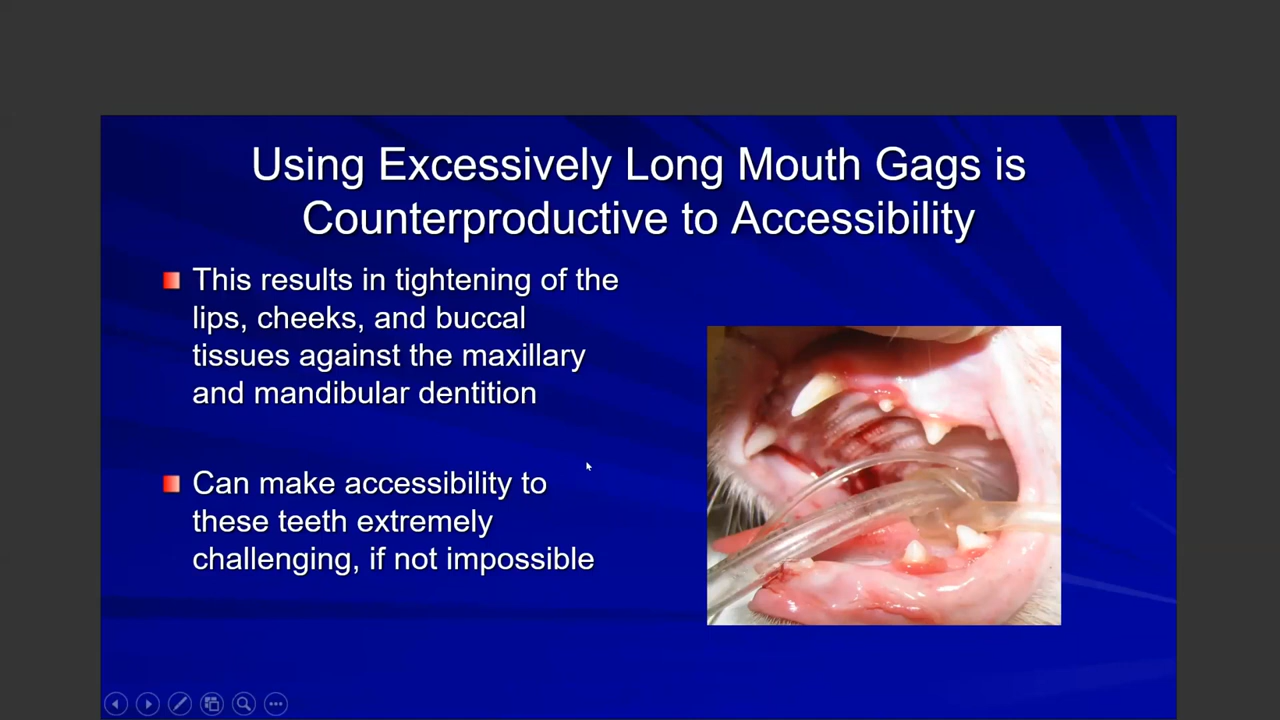 Using Excessively Long Mouth Gags is
Counterproductive to Accessibility
This results in tightening of the
lips, cheeks, and buccal
tissues against the maxillary
and mandibular dentition
Can make accessibility to
these teeth extremely
challenging, if not impossible